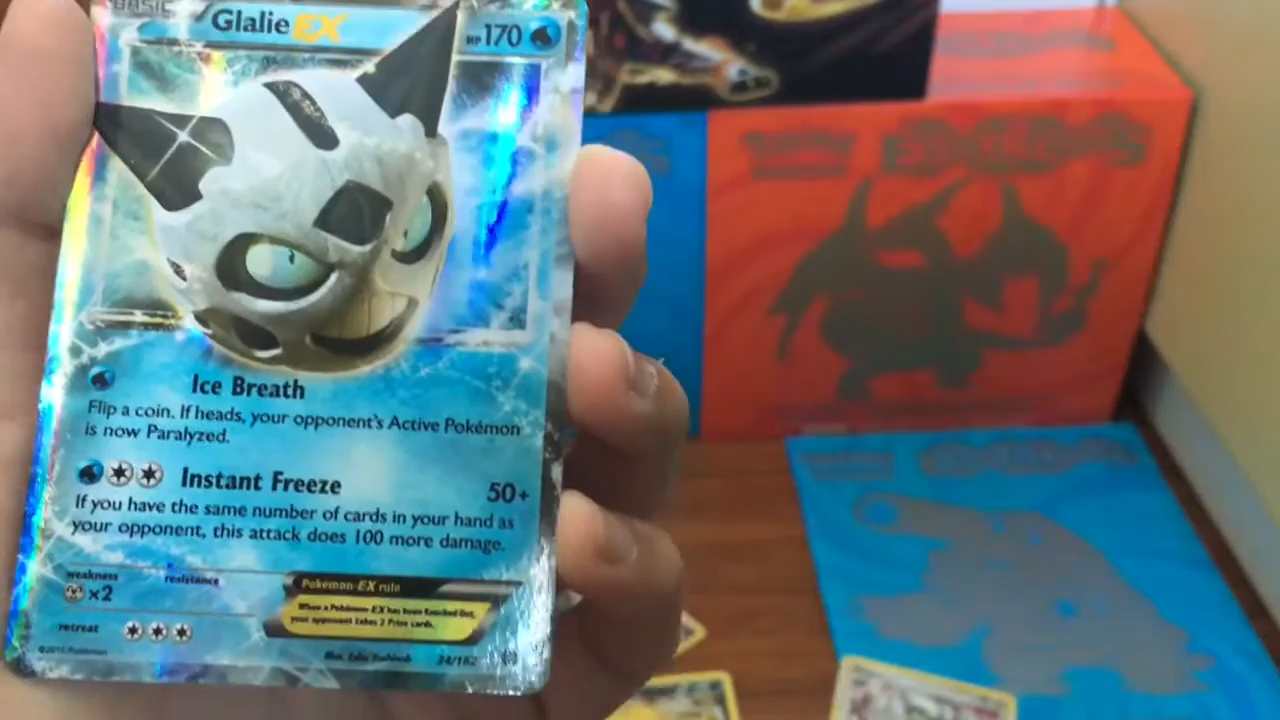 BASIC
Glalie EX
HP 170
Ice Breath
Flip a coin. If heads, your opponent's Active Pokémon
is now Paralyzed.
Instant Freeze 50+
If you have the same number of cards in your hand as
your opponent, this attack does 100 more damage.
weakness resistance
×2
Pokémon-EX rule
When a Pokémon-EX has been Knocked Out,
your opponent takes 2 Prize cards.
retreat
©2015 Pokémon
Illus.
34/162